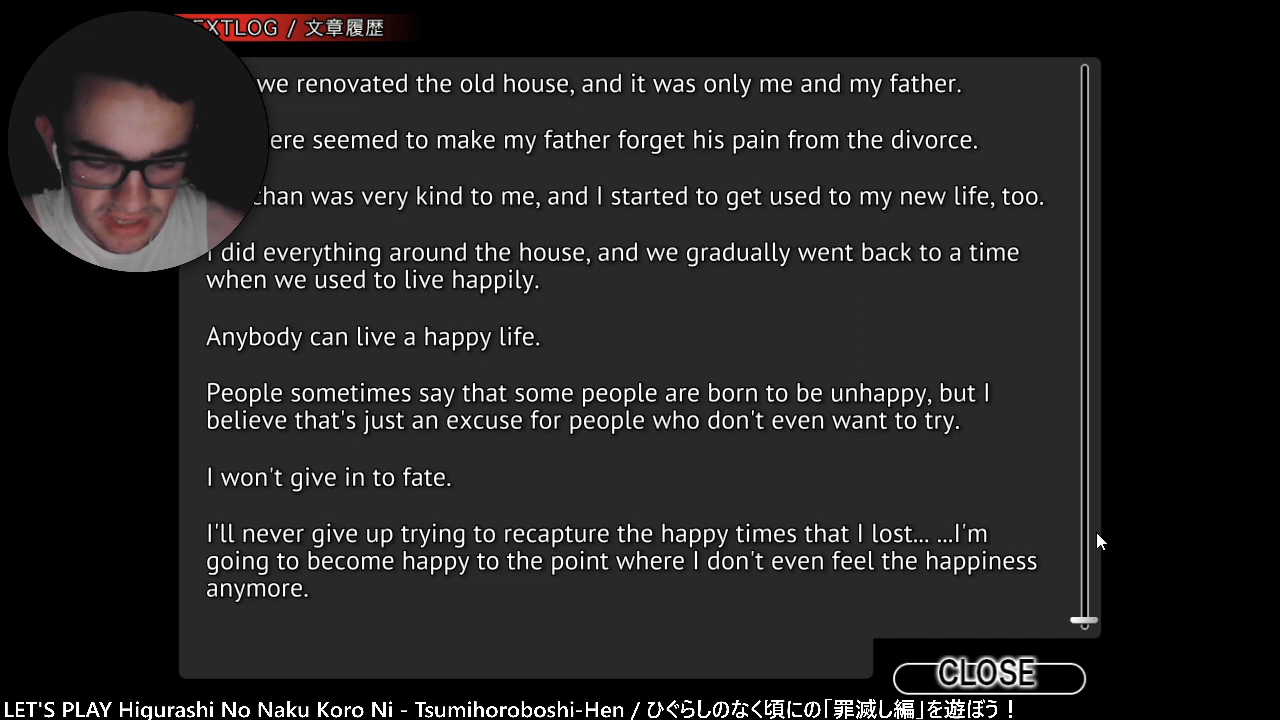 EXTLOG / 文章履歴
we renovated the old house, and it was only me and my father.
ere seemed to make my father forget his pain from the divorce.
chan was very kind to me, and I started to get used to my new life, too.
I did everything around the house, and we gradually went back to a time
when we used to live happily.
Anybody can live a happy life.
People sometimes say that some people are born to be unhappy, but I
believe that's just an excuse for people who don't even want to try.
I won't give in to fate.
I'll never give up trying to recapture the happy times that I lost... ...I'm
going to become happy to the point where I don't even feel the happiness
anymore.
CLOSE
LET'S PLAY Higurashi No Naku Koro Ni - Tsumihoroboshi-Hen / ひぐらしのなく頃にの「罪滅し編」を遊ぼう！